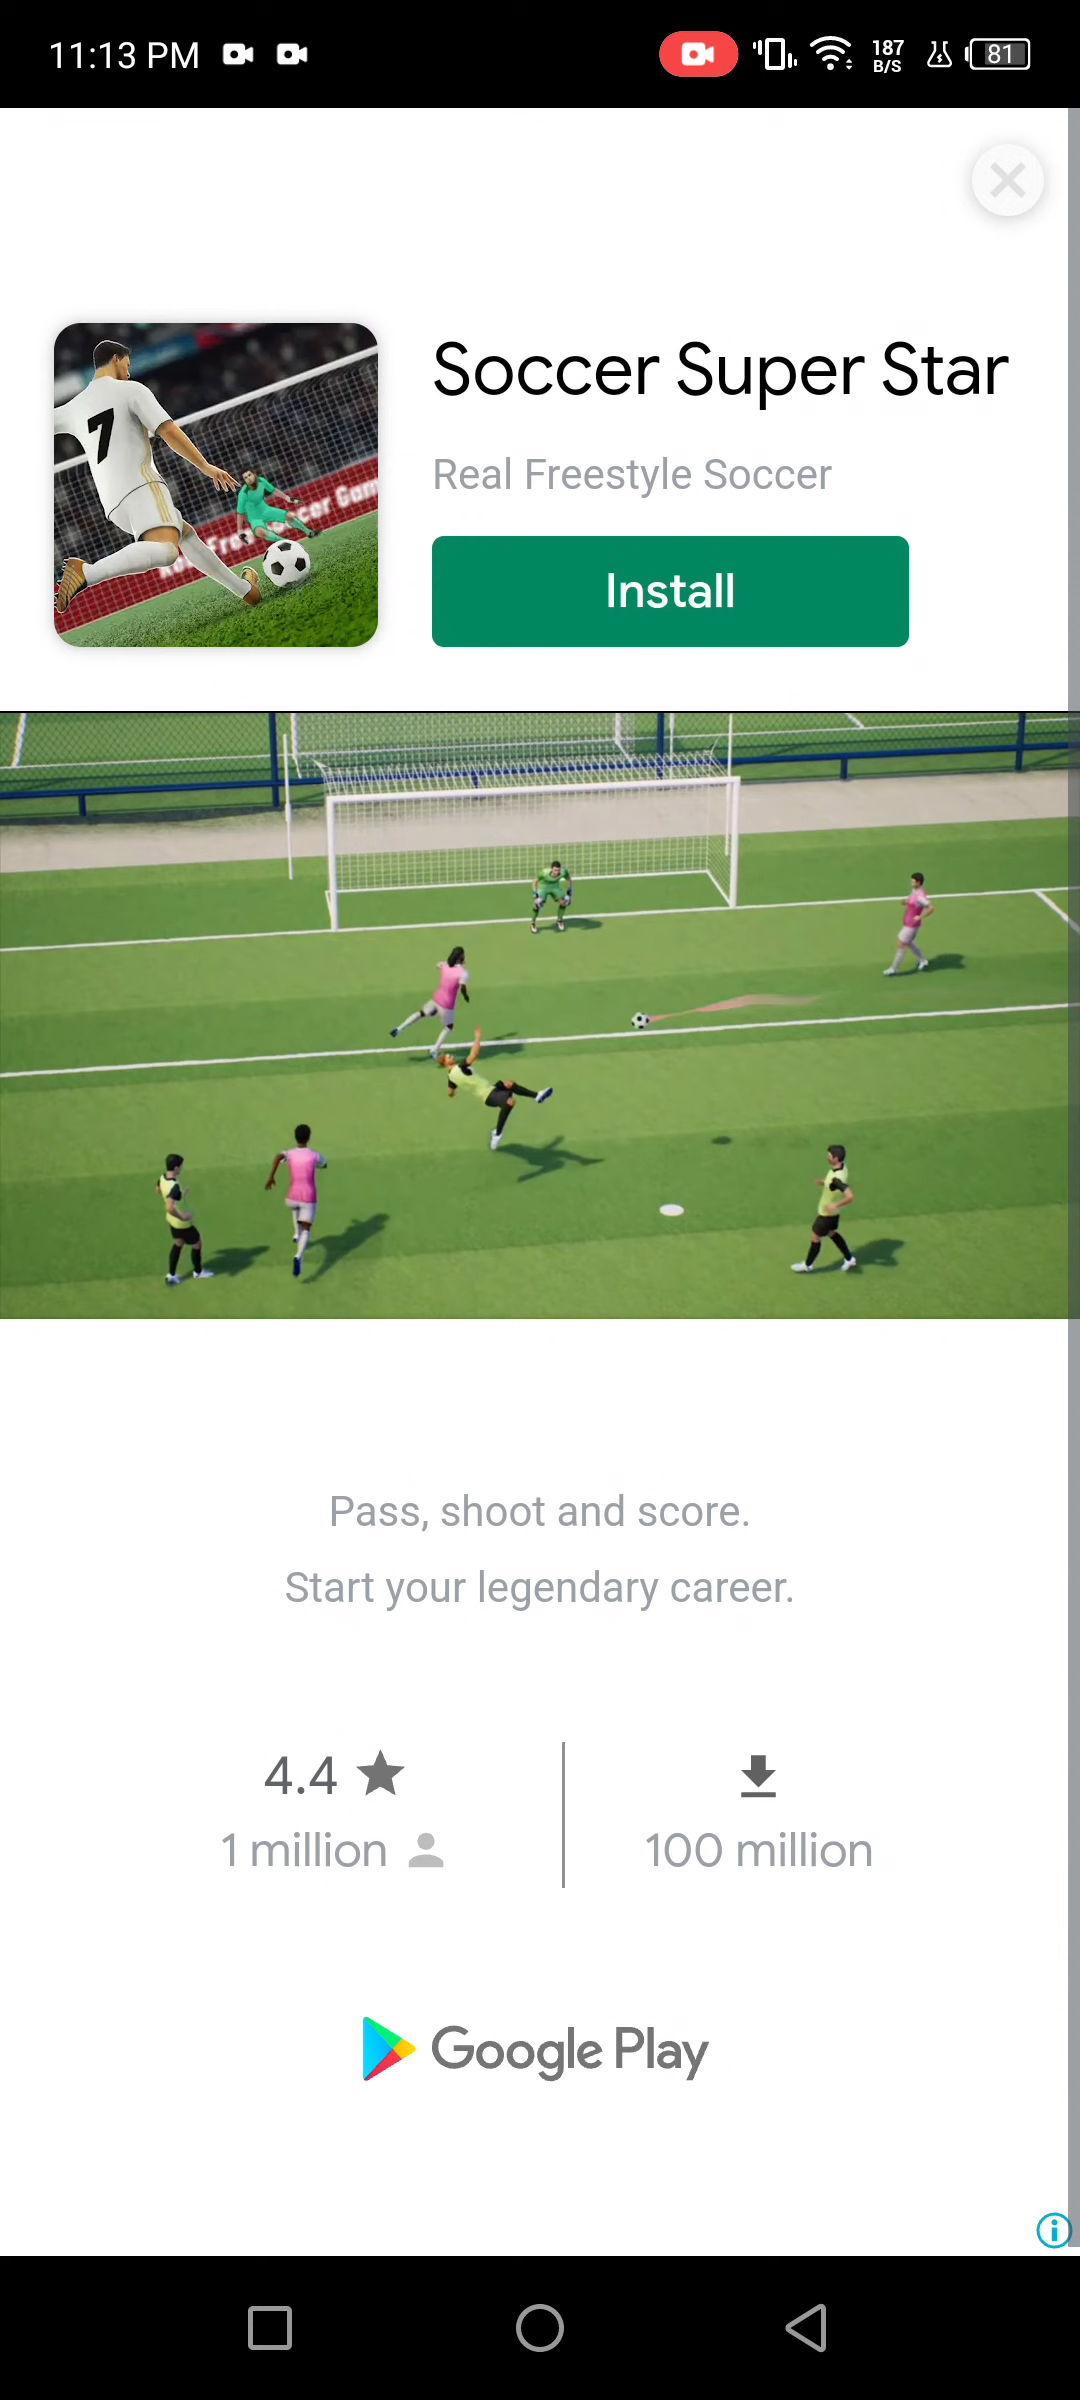 11:13 PM
187
B/S
81
Soccer Super Star
Real Freestyle Soccer
7
Install
Pass, shoot and score.
Start your legendary career.
4.4
1 million
100 million
Google Play